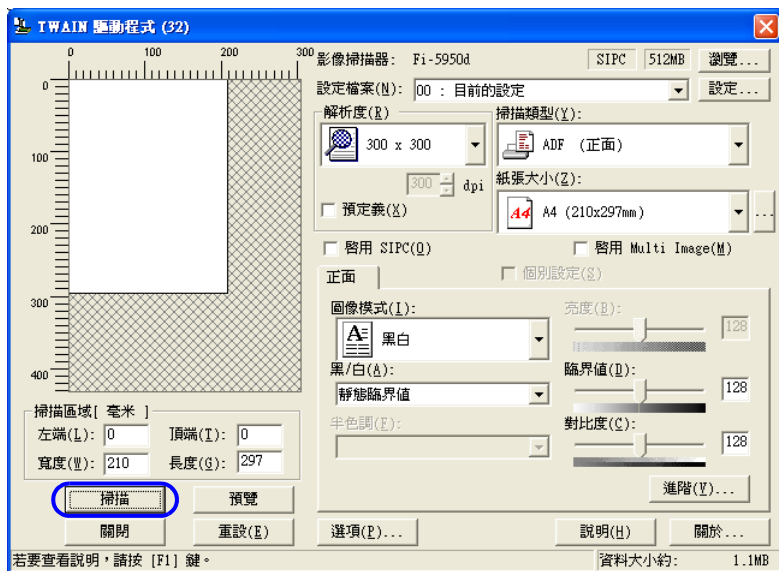 TWAIN 驅動程式 (32)
0 100 200 300
0
100
200
300
400
影像掃描器: Fi-5950d SIPC 512MB 瀏覽...
設定檔案(N): 00 : 目前的設定 設定...
解析度(R)
300 x 300
300 dpi
預定義(X)
掃描類型(Y):
ADF (正面)
紙張大小(Z):
A4 A4 (210x297mm) ...
啓用 SIPC(Q) 啓用 Multi Image(M)
正面 個別設定(S)
圖像模式(I):
黑白
黑/白(A):
靜態臨界值
半色調(F):
亮度(B):
128
臨界值(D):
128
對比度(C):
128
進階(V)...
掃描區域[ 毫米 ]
左端(L): 0 頂端(T): 0
寬度(W): 210 長度(G): 297
掃描 預覽
關閉 重設(E) 選項(P)... 說明(H) 關於...
若要查看說明，請按 [F1] 鍵。 資料大小約: 1.1MB